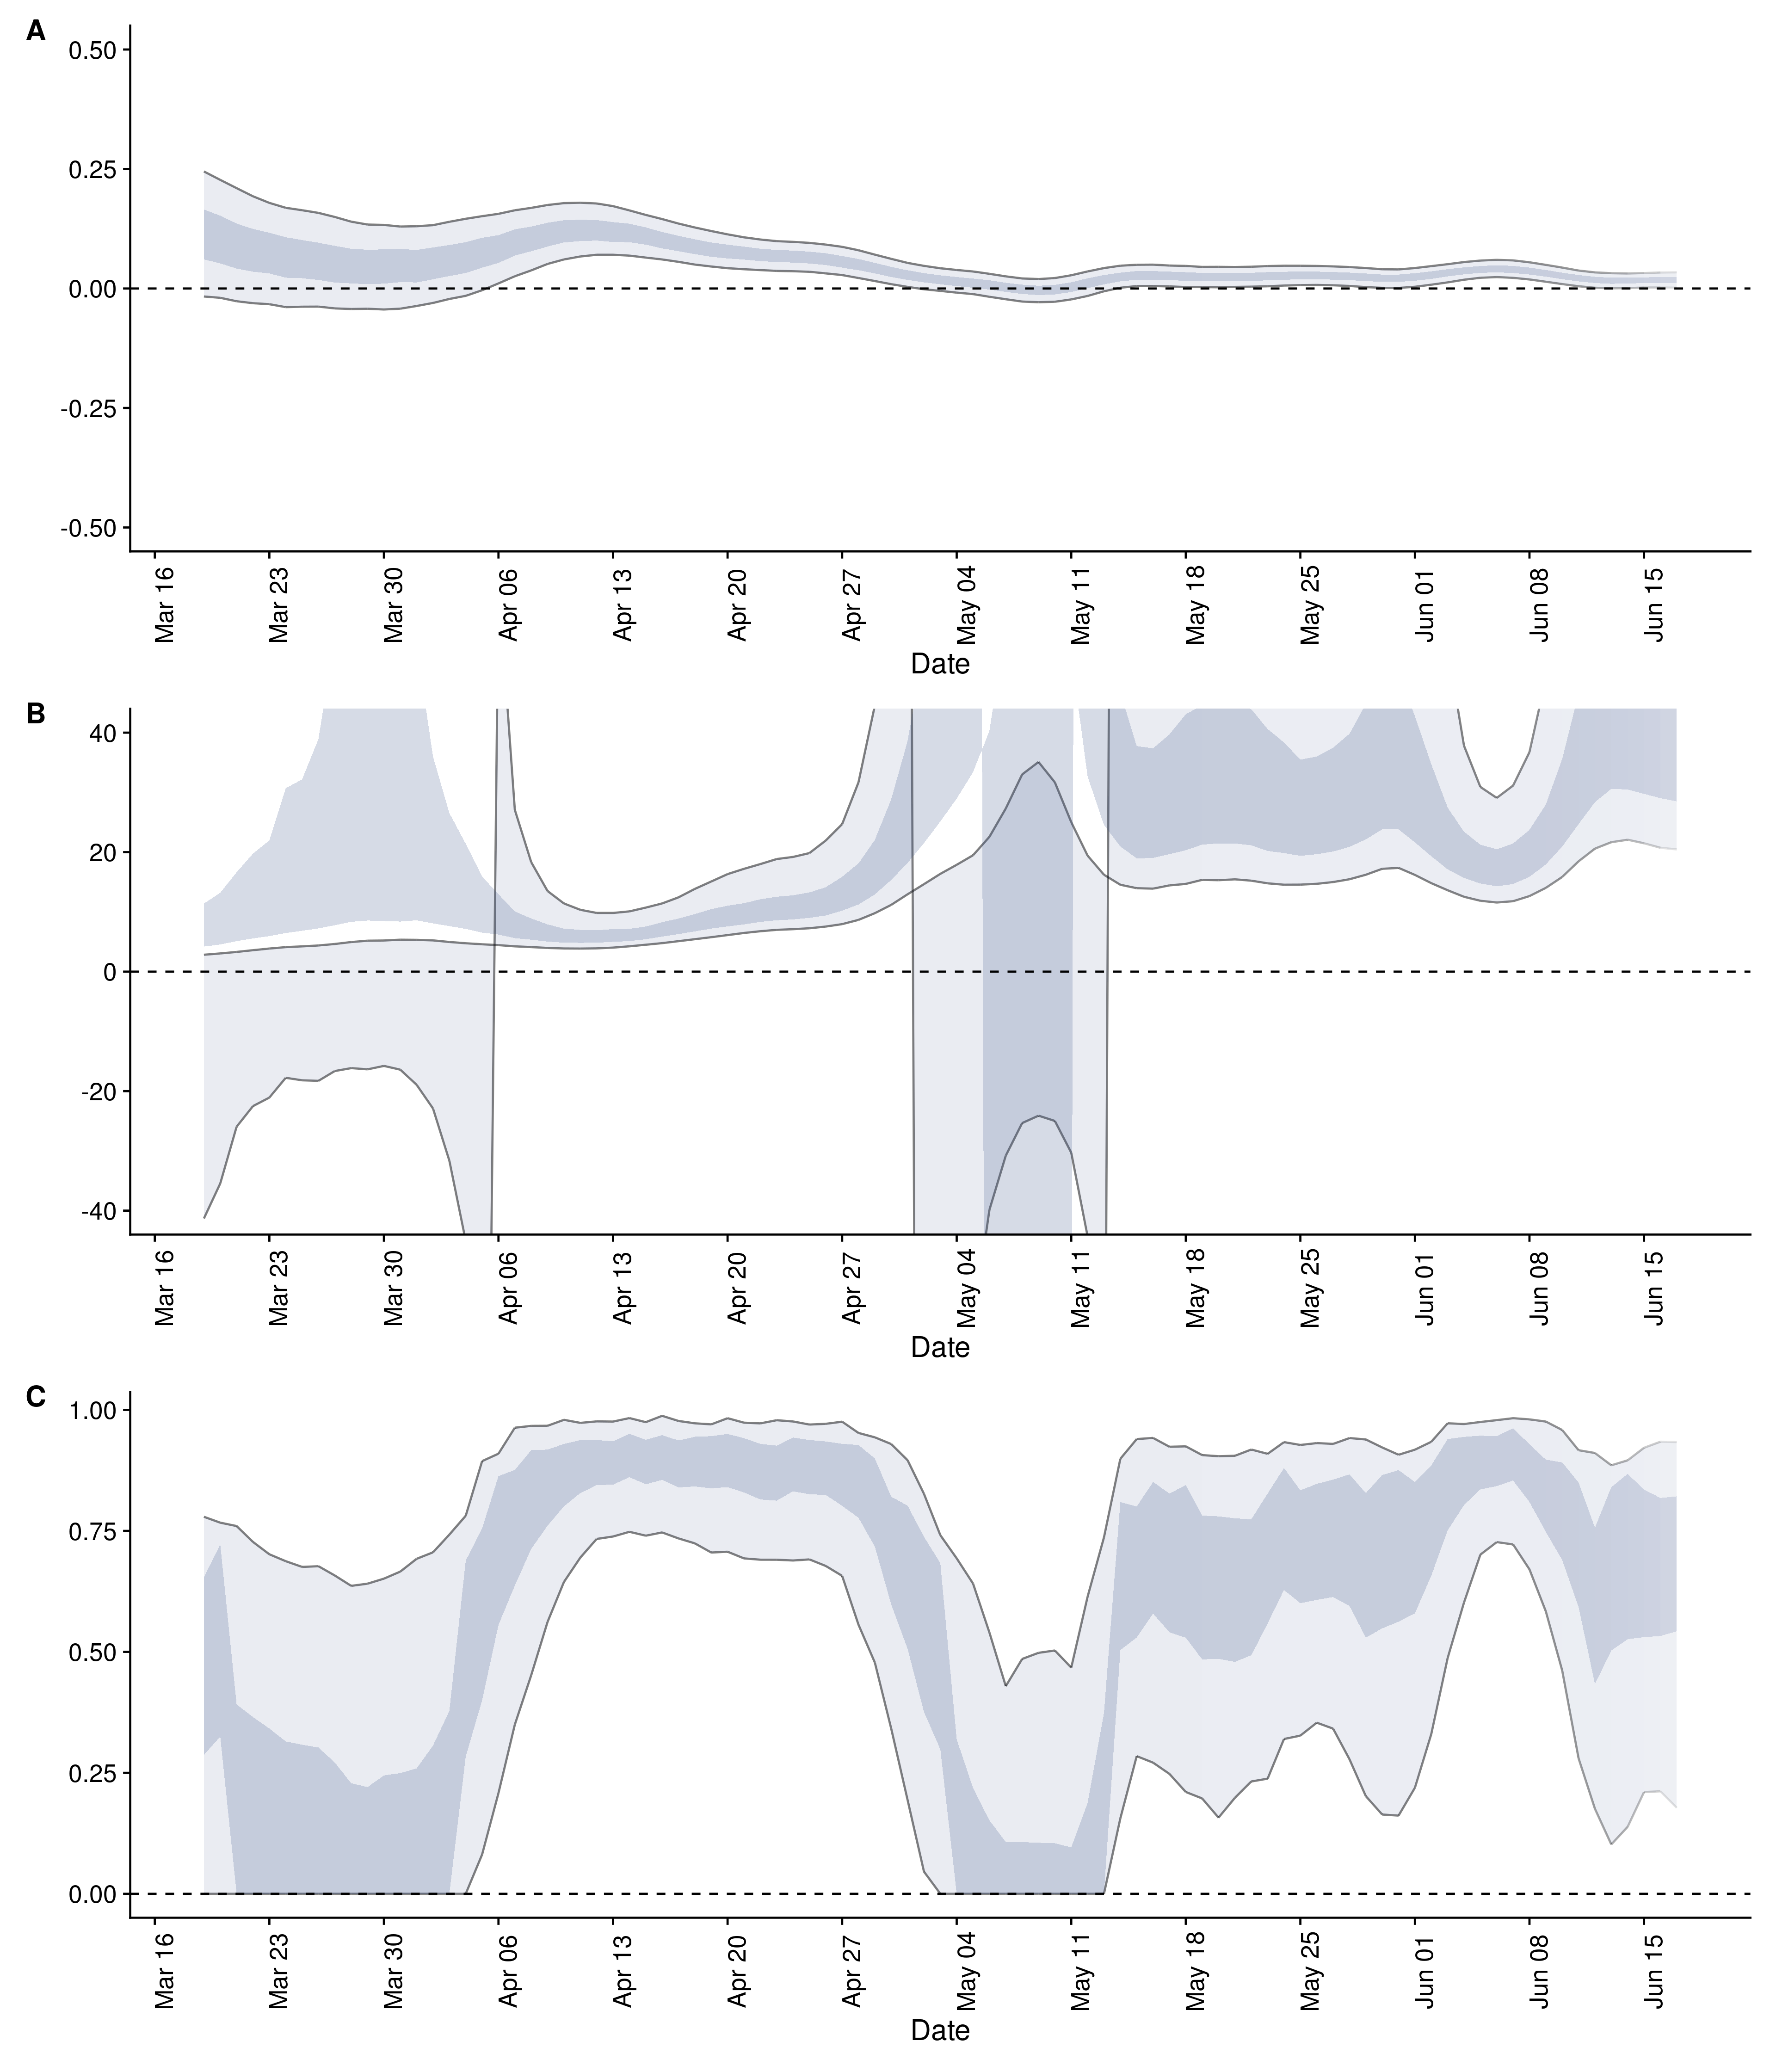 A
0.50
0.25
0.00
-0.25
-0.50
Mar 16
Mar 23
Mar 30
Apr 06
Apr 13
Apr 20
Apr 27
May 04
May 11
May 18
May 25
Jun 01
Jun 08
Jun 15
Date
B
40
20
0
-20
-40
Mar 16
Mar 23
Mar 30
Apr 06
Apr 13
Apr 20
Apr 27
May 04
May 11
May 18
May 25
Jun 01
Jun 08
Jun 15
Date
C
1.00
0.75
0.50
0.25
0.00
Mar 16
Mar 23
Mar 30
Apr 06
Apr 13
Apr 20
Apr 27
May 04
May 11
May 18
May 25
Jun 01
Jun 08
Jun 15
Date